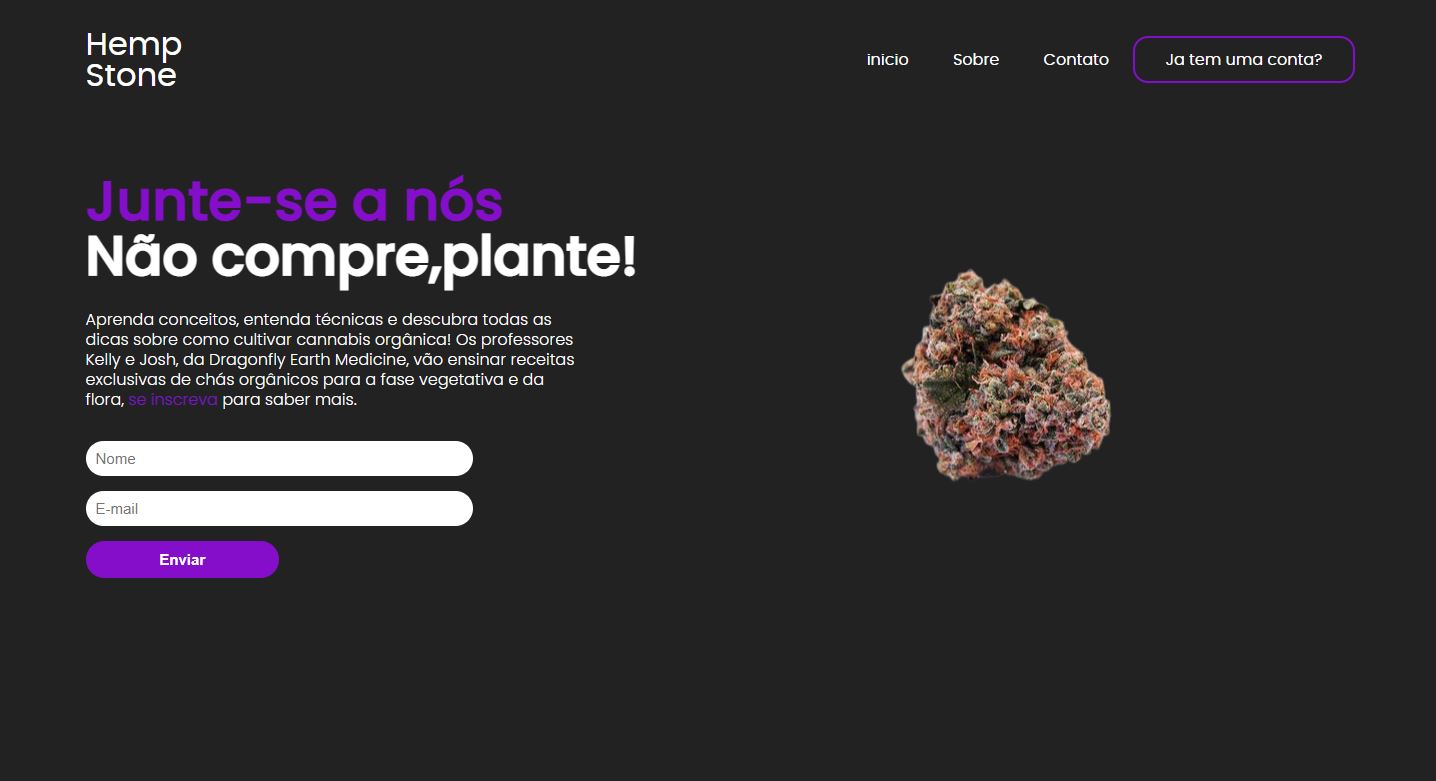 Hemp
Stone
inicio
Sobre
Contato
Ja tem uma conta?
Junte-se a nós
Não compre,plante!
Aprenda conceitos, entenda técnicas e descubra todas as
dicas sobre como cultivar cannabis orgânica! Os professores
Kelly e Josh, da Dragonfly Earth Medicine, vão ensinar receitas
exclusivas de chás orgânicos para a fase vegetativa e da
flora, se inscreva para saber mais.
Nome
E-mail
Enviar